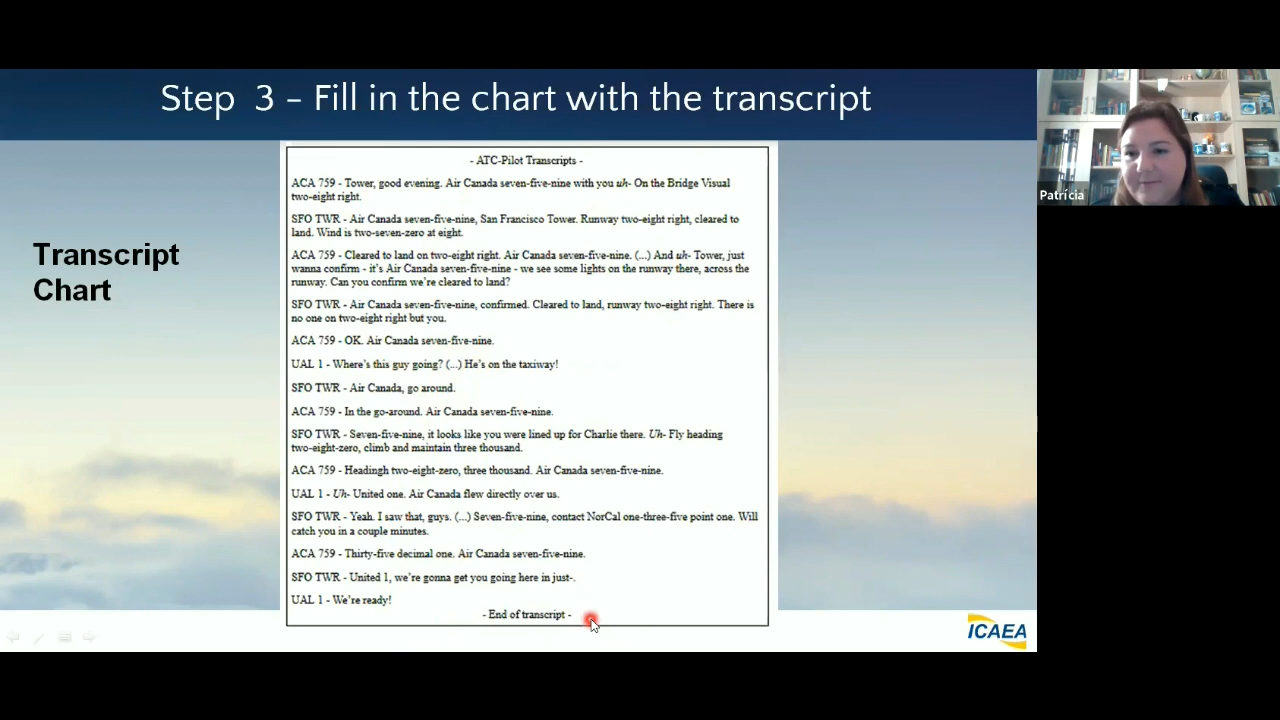 Step 3 – Fill in the chart with the transcript
Transcript
Chart
- ATC-Pilot Transcripts -
ACA 759 - Tower, good evening. Air Canada seven-five-nine with you uh- On the Bridge Visual
two-eight right.
SFO TWR - Air Canada seven-five-nine, San Francisco Tower. Runway two-eight right, cleared to
land. Wind is two-seven-zero at eight.
ACA 759 - Cleared to land on two-eight right. Air Canada seven-five-nine. (...) And uh- Tower, just
wanna confirm - it's Air Canada seven-five-nine - we see some lights on the runway there, across the
runway. Can you confirm we're cleared to land?
SFO TWR - Air Canada seven-five-nine, confirmed. Cleared to land, runway two-eight right. There is
no one on two-eight right but you.
ACA 759 - OK. Air Canada seven-five-nine.
UAL 1 - Where's this guy going? (...) He's on the taxiway!
SFO TWR - Air Canada, go around.
ACA 759 - In the go-around. Air Canada seven-five-nine.
SFO TWR - Seven-five-nine, it looks like you were lined up for Charlie there. Uh- Fly heading
two-eight-zero, climb and maintain three thousand.
ACA 759 - Headingh two-eight-zero, three thousand. Air Canada seven-five-nine.
UAL 1 - Uh- United one. Air Canada flew directly over us.
SFO TWR - Yeah. I saw that, guys. (...) Seven-five-nine, contact NorCal one-three-five point one. Will
catch you in a couple minutes.
ACA 759 - Thirty-five decimal one. Air Canada seven-five-nine.
SFO TWR - United 1, we're gonna get you going here in just-.
UAL 1 - We're ready!
- End of transcript -
ICAEA
Patrícia